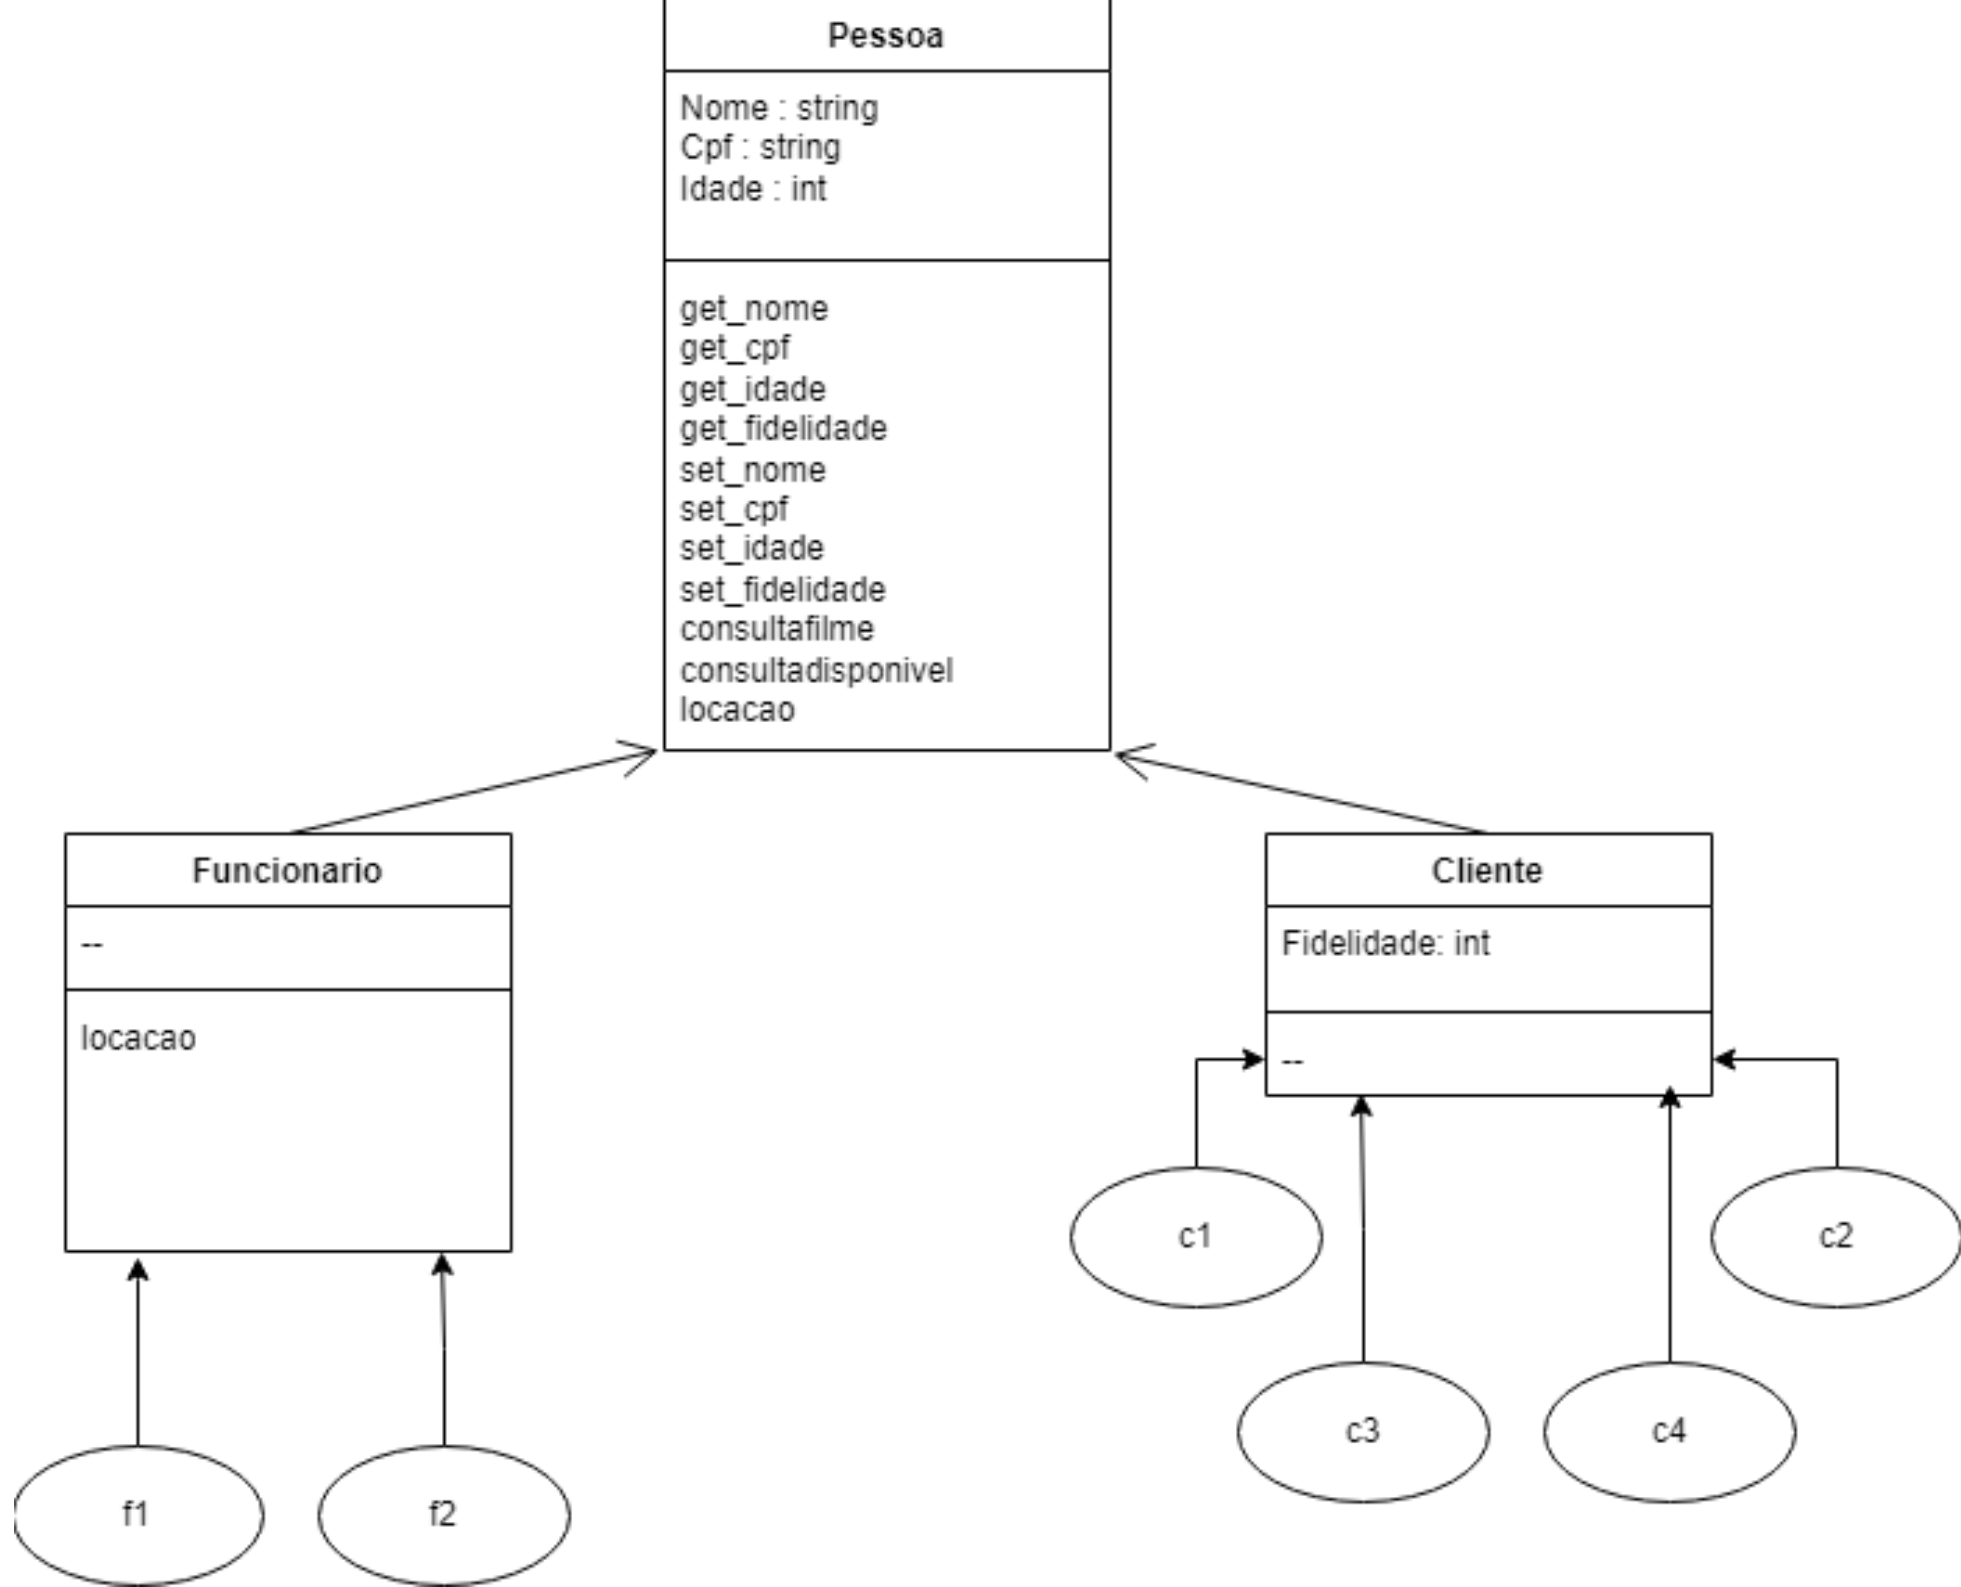 Pessoa
Nome : string
Cpf : string
Idade : int
get_nome
get_cpf
get_idade
get_fidelidade
set_nome
set_cpf
set_idade
set_fidelidade
consultafilme
consultadisponivel
locacao
Funcionario
--
locacao
Cliente
Fidelidade: int
--
c1
c2
c3
c4
f1
f2